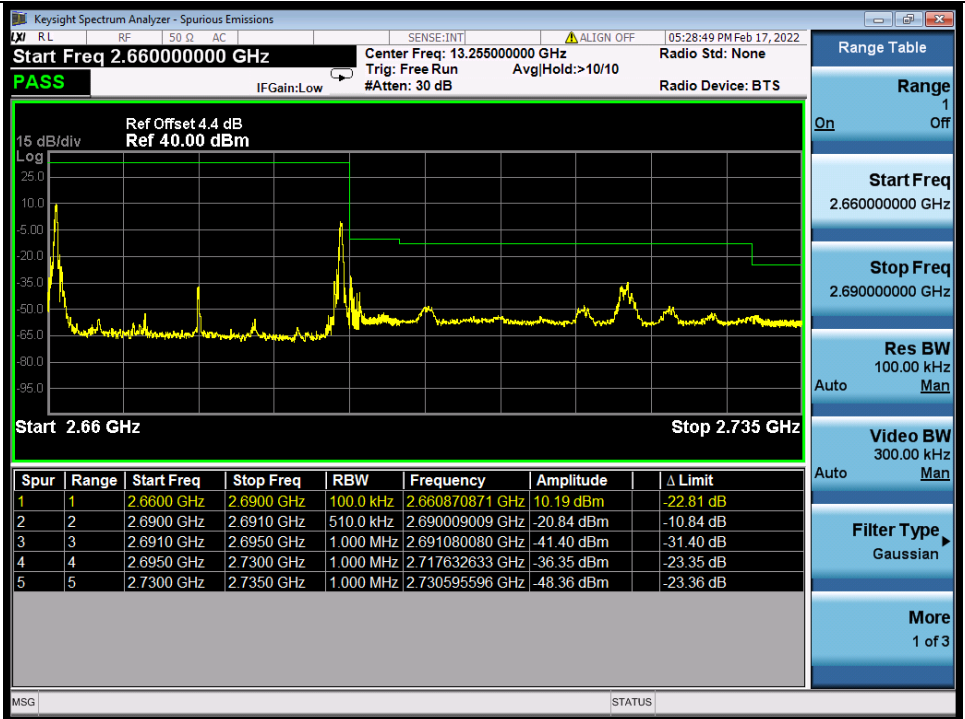 Keysight Spectrum Analyzer - Spurious Emissions
LXI RL RF 50 Ω AC SENSE:INT ALIGN OFF 05:28:49 PM Feb 17, 2022
Start Freq 2.660000000 GHz
Center Freq: 13.255000000 GHz Radio Std: None
Trig: Free Run Avg|Hold:>10/10
PASS
IFGain:Low #Atten: 30 dB Radio Device: BTS
Ref Offset 4.4 dB
15 dB/div Ref 40.00 dBm
Log
25.0
10.0
-5.00
-20.0
-35.0
-50.0
-65.0
-80.0
-95.0
Start 2.66 GHz Stop 2.735 GHz
Spur Range Start Freq Stop Freq RBW Frequency Amplitude Δ Limit
1 1 2.6600 GHz 2.6900 GHz 100.0 kHz 2.660870871 GHz 10.19 dBm -22.81 dB
2 2 2.6900 GHz 2.6910 GHz 510.0 kHz 2.690009009 GHz -20.84 dBm -10.84 dB
3 3 2.6910 GHz 2.6950 GHz 1.000 MHz 2.691080080 GHz -41.40 dBm -31.40 dB
4 4 2.6950 GHz 2.7300 GHz 1.000 MHz 2.717632633 GHz -36.35 dBm -23.35 dB
5 5 2.7300 GHz 2.7350 GHz 1.000 MHz 2.730595596 GHz -48.36 dBm -23.36 dB
MSG STATUS
Range Table
Range
1
On Off
Start Freq
2.660000000 GHz
Stop Freq
2.690000000 GHz
Res BW
100.00 kHz
Auto Man
Video BW
300.00 kHz
Auto Man
Filter Type
Gaussian
More
1 of 3